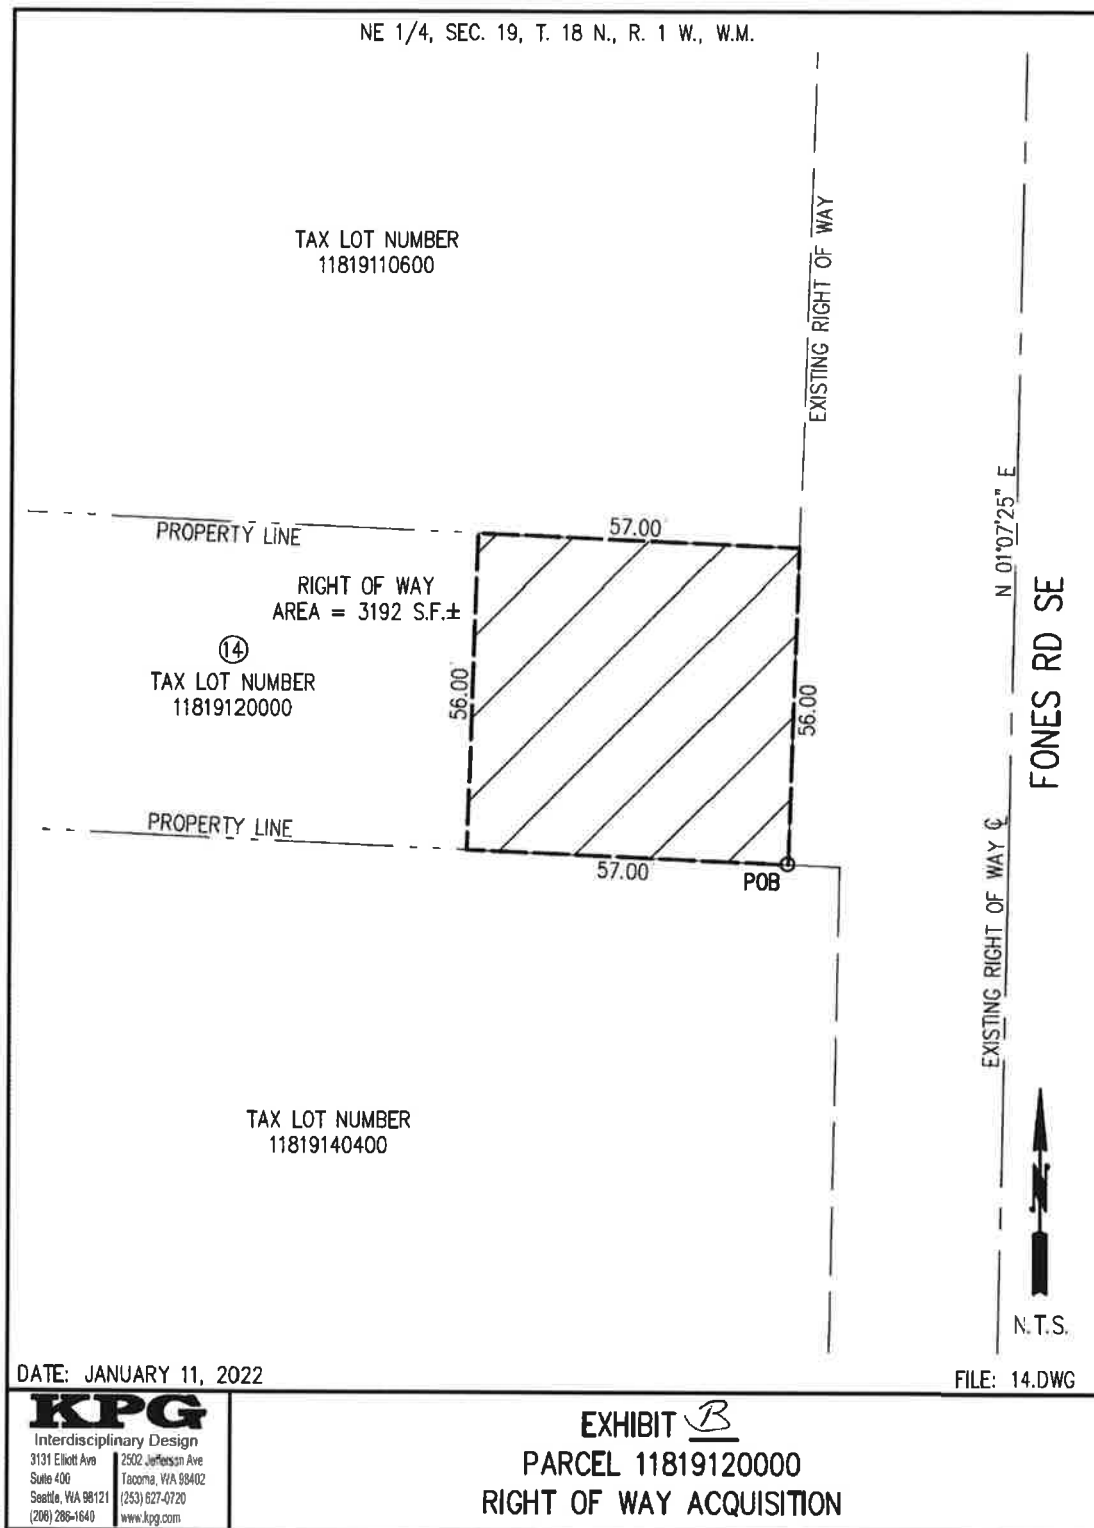 NE 1/4, SEC. 19, T. 18 N., R. 1 W., W.M.
TAX LOT NUMBER
11819110600
EXISTING RIGHT OF WAY
N 01°07'25" E
FONES RD SE
PROPERTY LINE
57.00'
RIGHT OF WAY
AREA = 3192 S.F.±
14
TAX LOT NUMBER
11819120000
56.00'
56.00'
PROPERTY LINE
57.00'
POB
EXISTING RIGHT OF WAY ℄
TAX LOT NUMBER
11819140400
N
N.T.S.
DATE: JANUARY 11, 2022
FILE: 14.DWG
KPG
Interdisciplinary Design
3131 Elliott Ave
Suite 400
Seattle, WA 98121
(206) 286-1640
2502 Jefferson Ave
Tacoma, WA 98402
(253) 627-0720
www.kpg.com
EXHIBIT B
PARCEL 11819120000
RIGHT OF WAY ACQUISITION